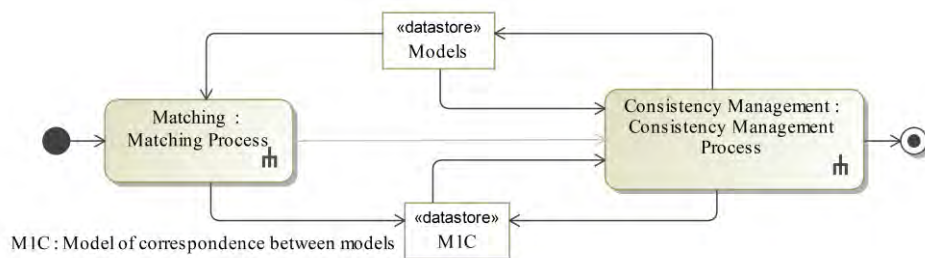 «datastore»
Models
Matching :
Matching Process
Consistency Management :
Consistency Management
Process
«datastore»
M1C
M1C : Model of correspondence between models